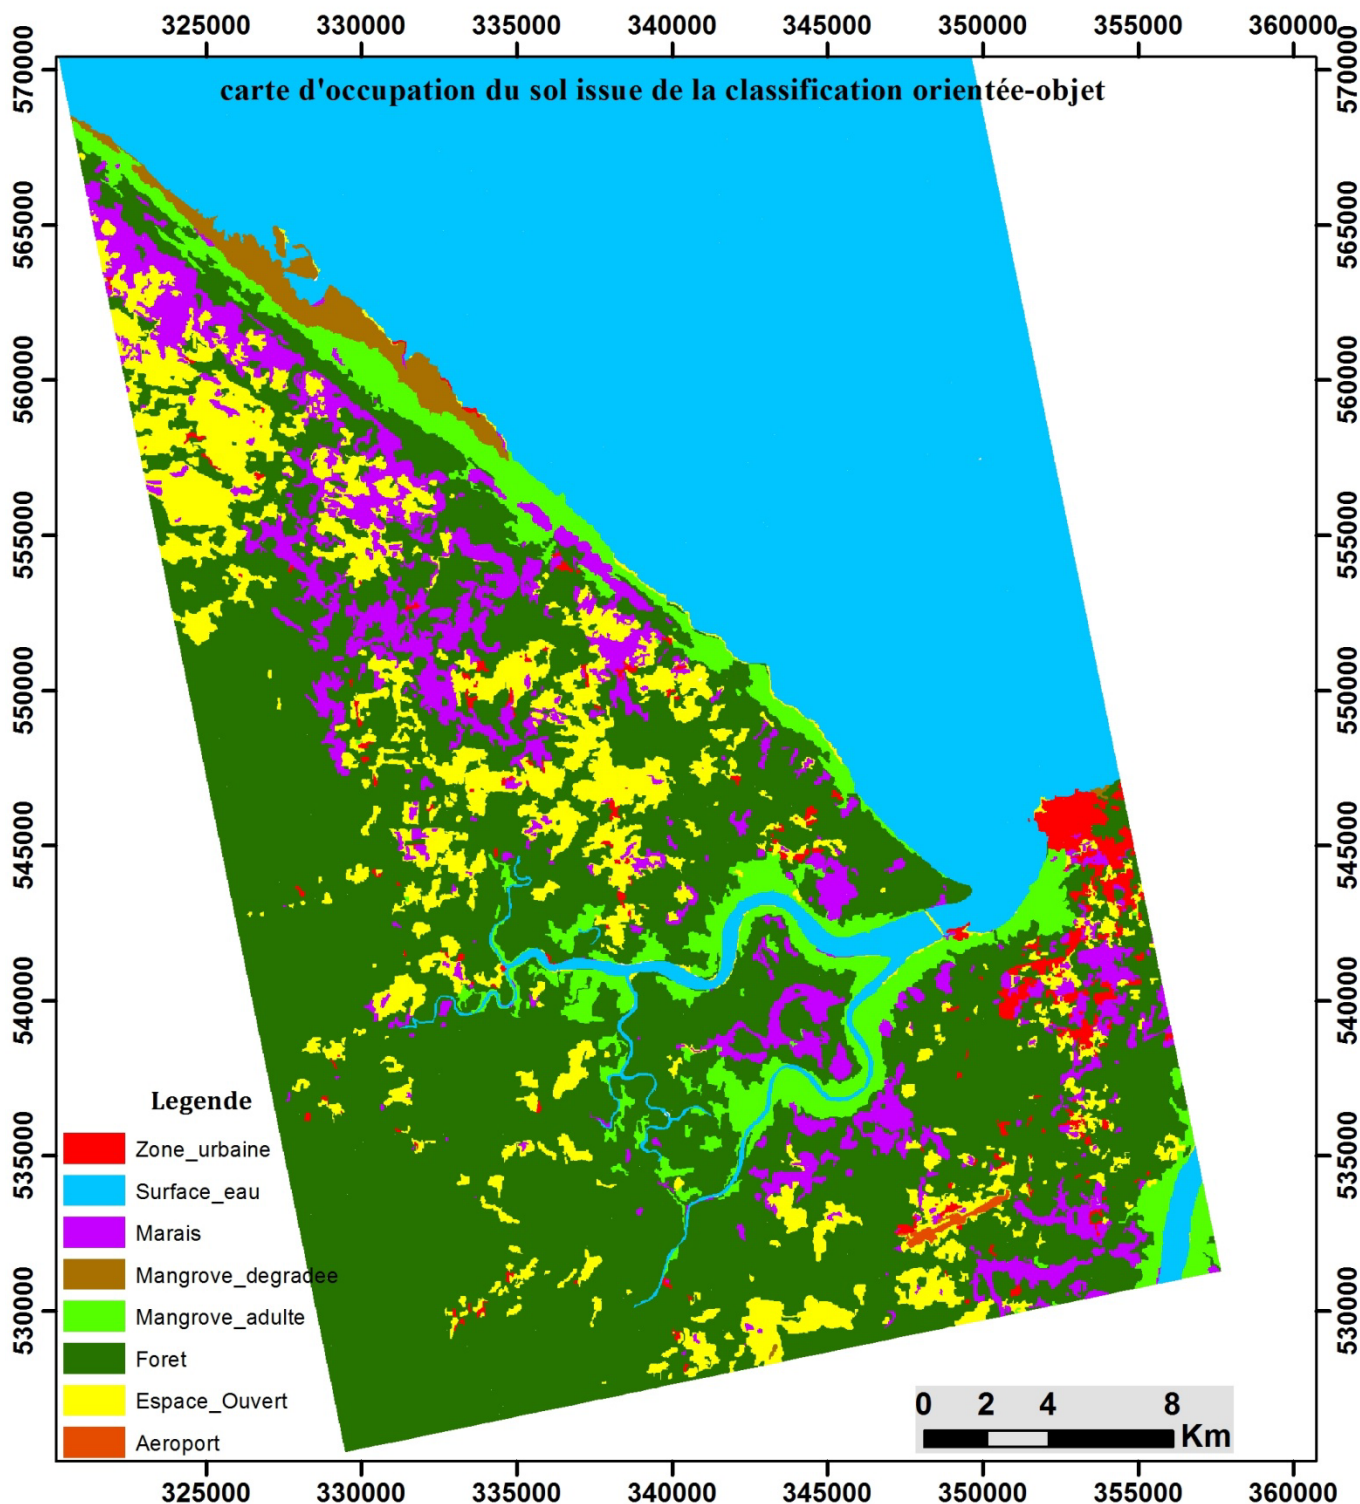 325000 330000 335000 340000 345000 350000 355000 360000
carte d'occupation du sol issue de la classification orientée-objet
570000 570000
565000 565000
560000 560000
555000 555000
550000 550000
545000 545000
540000 540000
535000 535000
530000 530000
Legende
Zone_urbaine
Surface_eau
Marais
Mangrove_degradee
Mangrove_adulte
Foret
Espace_Ouvert
Aeroport
0 2 4 8
Km
325000 330000 335000 340000 345000 350000 355000 360000